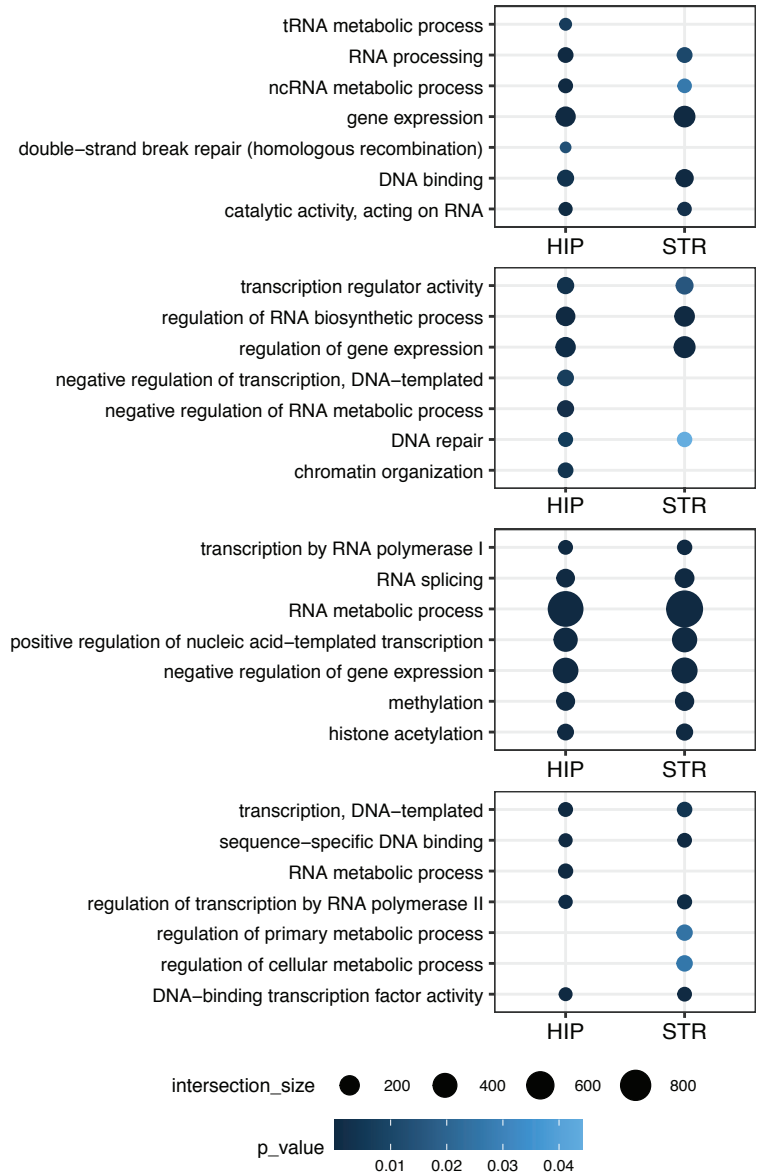 tRNA metabolic process
RNA processing
ncRNA metabolic process
gene expression
double−strand break repair (homologous recombination)
DNA binding
catalytic activity, acting on RNA
HIP STR
transcription regulator activity
regulation of RNA biosynthetic process
regulation of gene expression
negative regulation of transcription, DNA−templated
negative regulation of RNA metabolic process
DNA repair
chromatin organization
HIP STR
transcription by RNA polymerase I
RNA splicing
RNA metabolic process
positive regulation of nucleic acid−templated transcription
negative regulation of gene expression
methylation
histone acetylation
HIP STR
transcription, DNA−templated
sequence−specific DNA binding
RNA metabolic process
regulation of transcription by RNA polymerase II
regulation of primary metabolic process
regulation of cellular metabolic process
DNA−binding transcription factor activity
HIP STR
intersection_size 200 400 600 800
p_value
0.01 0.02 0.03 0.04